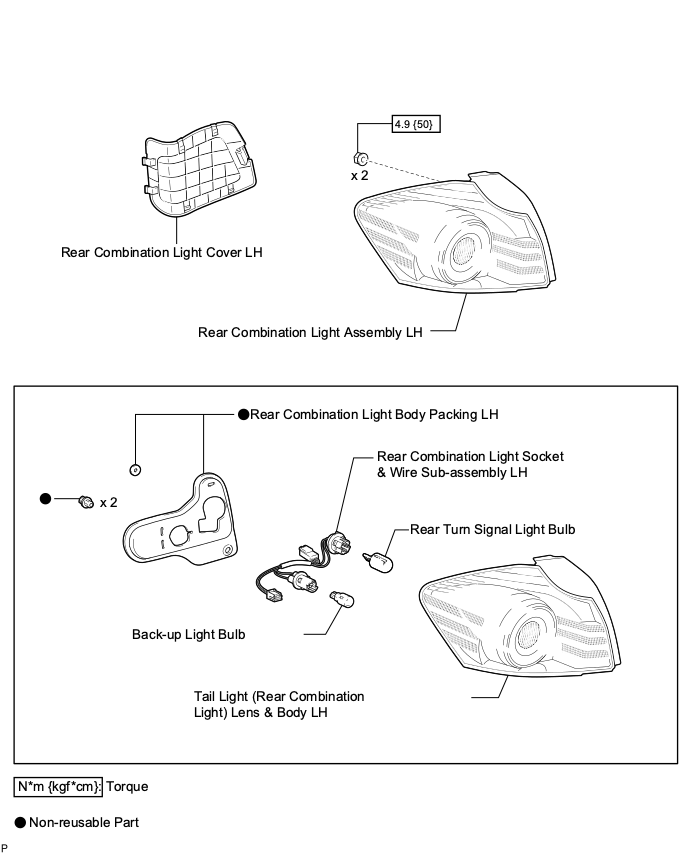 4.9 {50}
x 2
Rear Combination Light Cover LH
Rear Combination Light Assembly LH
●Rear Combination Light Body Packing LH
Rear Combination Light Socket
& Wire Sub-assembly LH
● x 2
Rear Turn Signal Light Bulb
Back-up Light Bulb
Tail Light (Rear Combination
Light) Lens & Body LH
N*m {kgf*cm}: Torque
● Non-reusable Part
P